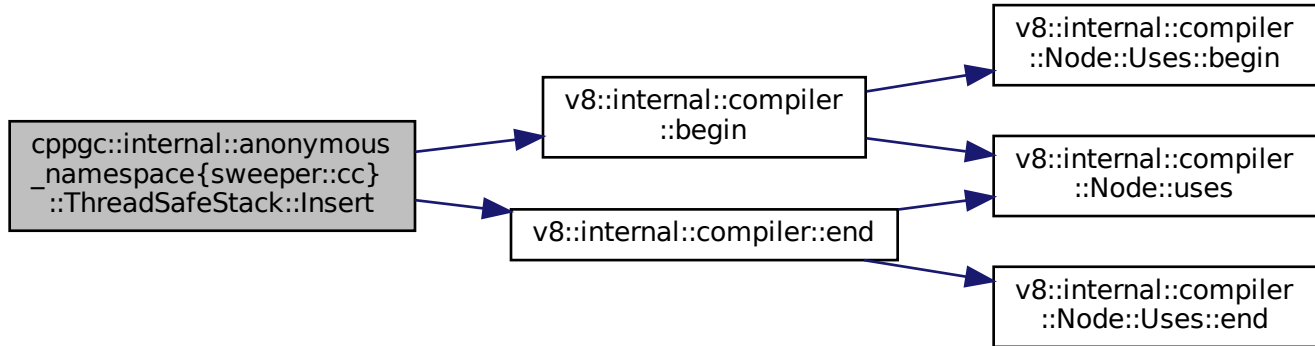 cppgc::internal::anonymous
_namespace{sweeper::cc}
::ThreadSafeStack::Insert
v8::internal::compiler
::begin
v8::internal::compiler::end
v8::internal::compiler
::Node::Uses::begin
v8::internal::compiler
::Node::uses
v8::internal::compiler
::Node::Uses::end